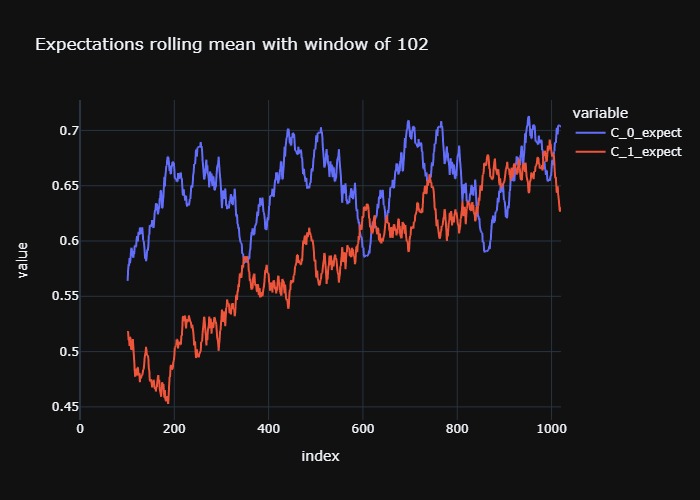 Expectations rolling mean with window of 102
variable
C_0_expect
C_1_expect
0.7
0.65
0.6
0.55
0.5
0.45
value
0
200
400
600
800
1000
index